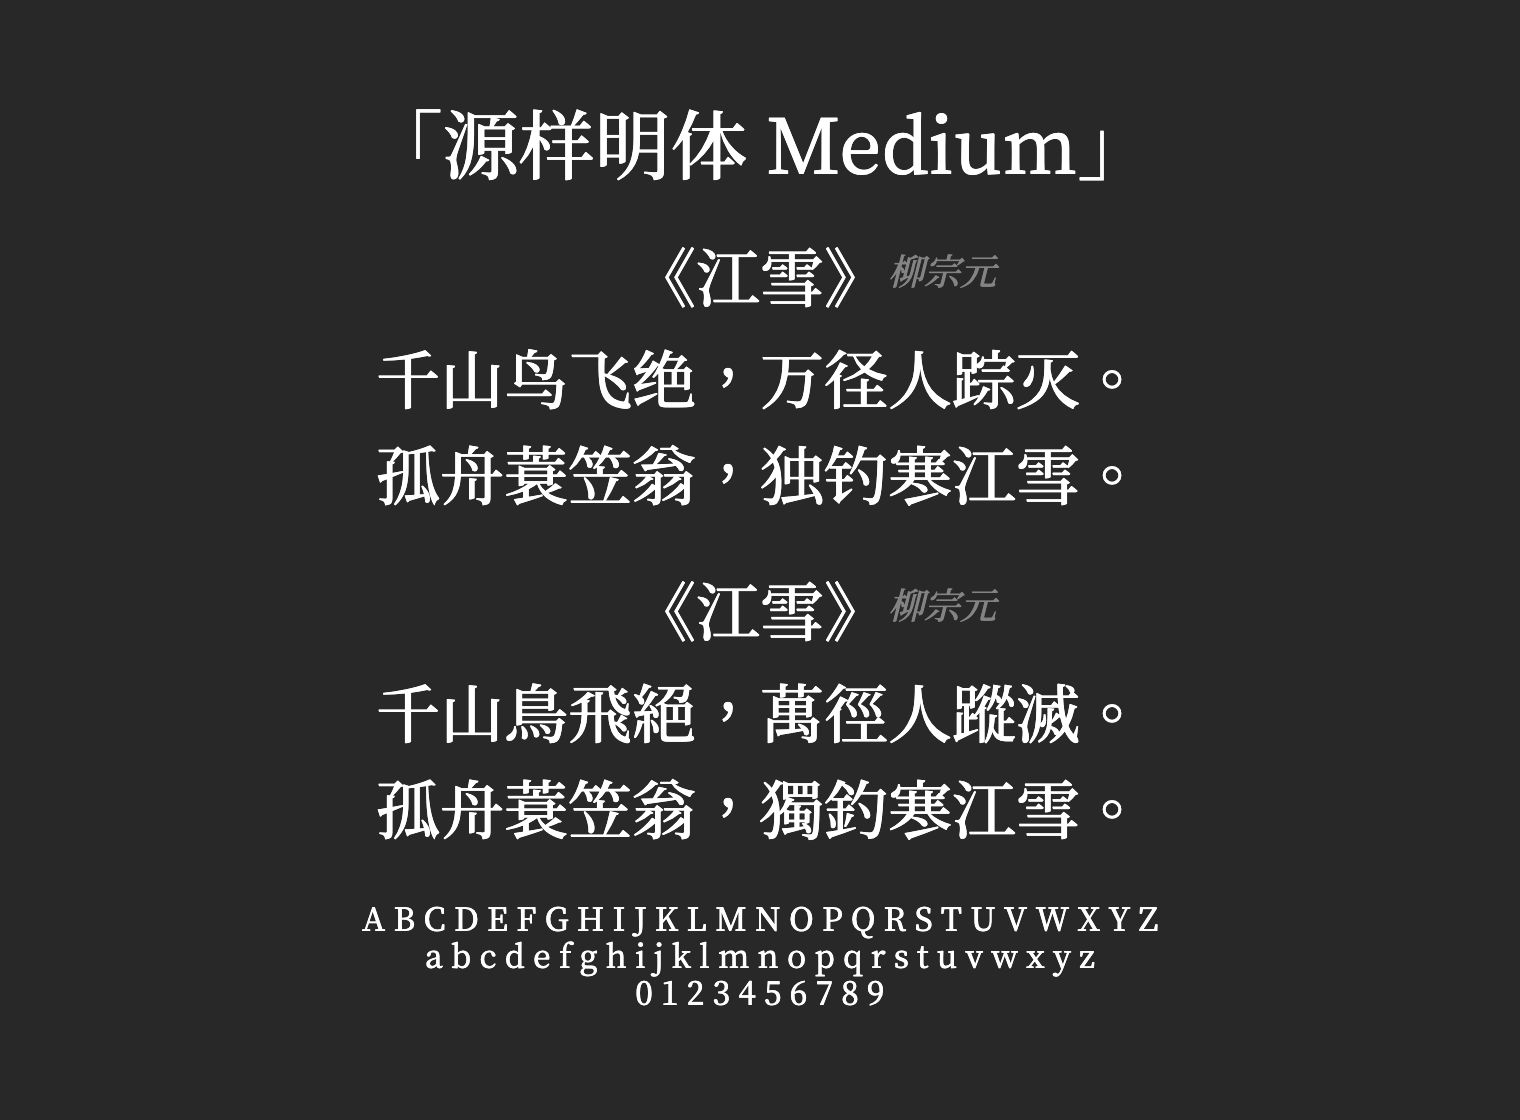 「源样明体 Medium」
《江雪》 柳宗元
千山鸟飞绝，万径人踪灭。
孤舟蓑笠翁，独钓寒江雪。
《江雪》 柳宗元
千山鳥飛絕，萬徑人蹤滅。
孤舟蓑笠翁，獨釣寒江雪。
A B C D E F G H I J K L M N O P Q R S T U V W X Y Z
a b c d e f g h i j k l m n o p q r s t u v w x y z
0 1 2 3 4 5 6 7 8 9